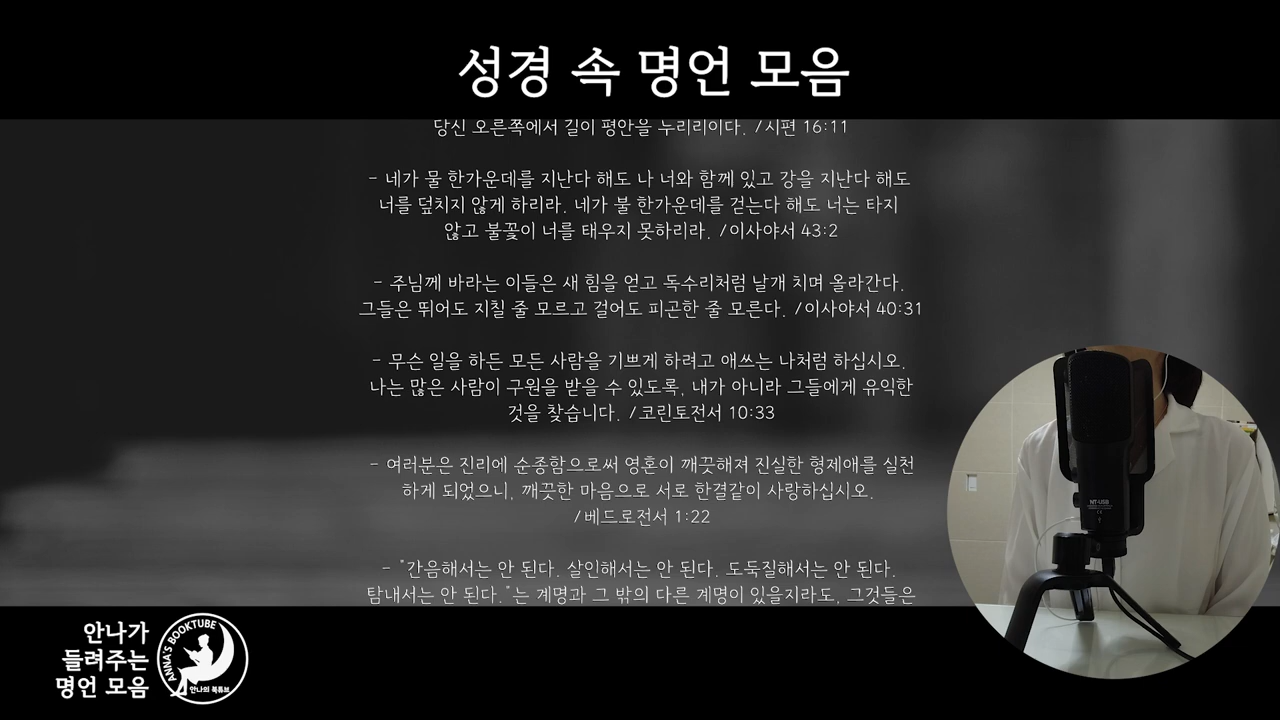 성경 속 명언 모음
당신 오른쪽에서 길이 평안을 누리리이다. /시편 16:11
- 네가 물 한가운데를 지난다 해도 나 너와 함께 있고 강을 지난다 해도
너를 덮치지 않게 하리라. 네가 불 한가운데를 걷는다 해도 너는 타지
않고 불꽃이 너를 태우지 못하리라. /이사야서 43:2
- 주님께 바라는 이들은 새 힘을 얻고 독수리처럼 날개 치며 올라간다.
그들은 뛰어도 지칠 줄 모르고 걸어도 피곤한 줄 모른다. /이사야서 40:31
- 무슨 일을 하든 모든 사람을 기쁘게 하려고 애쓰는 나처럼 하십시오.
나는 많은 사람이 구원을 받을 수 있도록, 내가 아니라 그들에게 유익한
것을 찾습니다. /코린토전서 10:33
- 여러분은 진리에 순종함으로써 영혼이 깨끗해져 진실한 형제애를 실천
하게 되었으니, 깨끗한 마음으로 서로 한결같이 사랑하십시오.
/베드로전서 1:22
- "간음해서는 안 된다. 살인해서는 안 된다. 도둑질해서는 안 된다.
탐내서는 안 된다."는 계명과 그 밖의 다른 계명이 있을지라도, 그것들은
NT-USB
안나가
들려주는
명언 모음
ANNA'S BOOKTUBE
안나의 북튜브